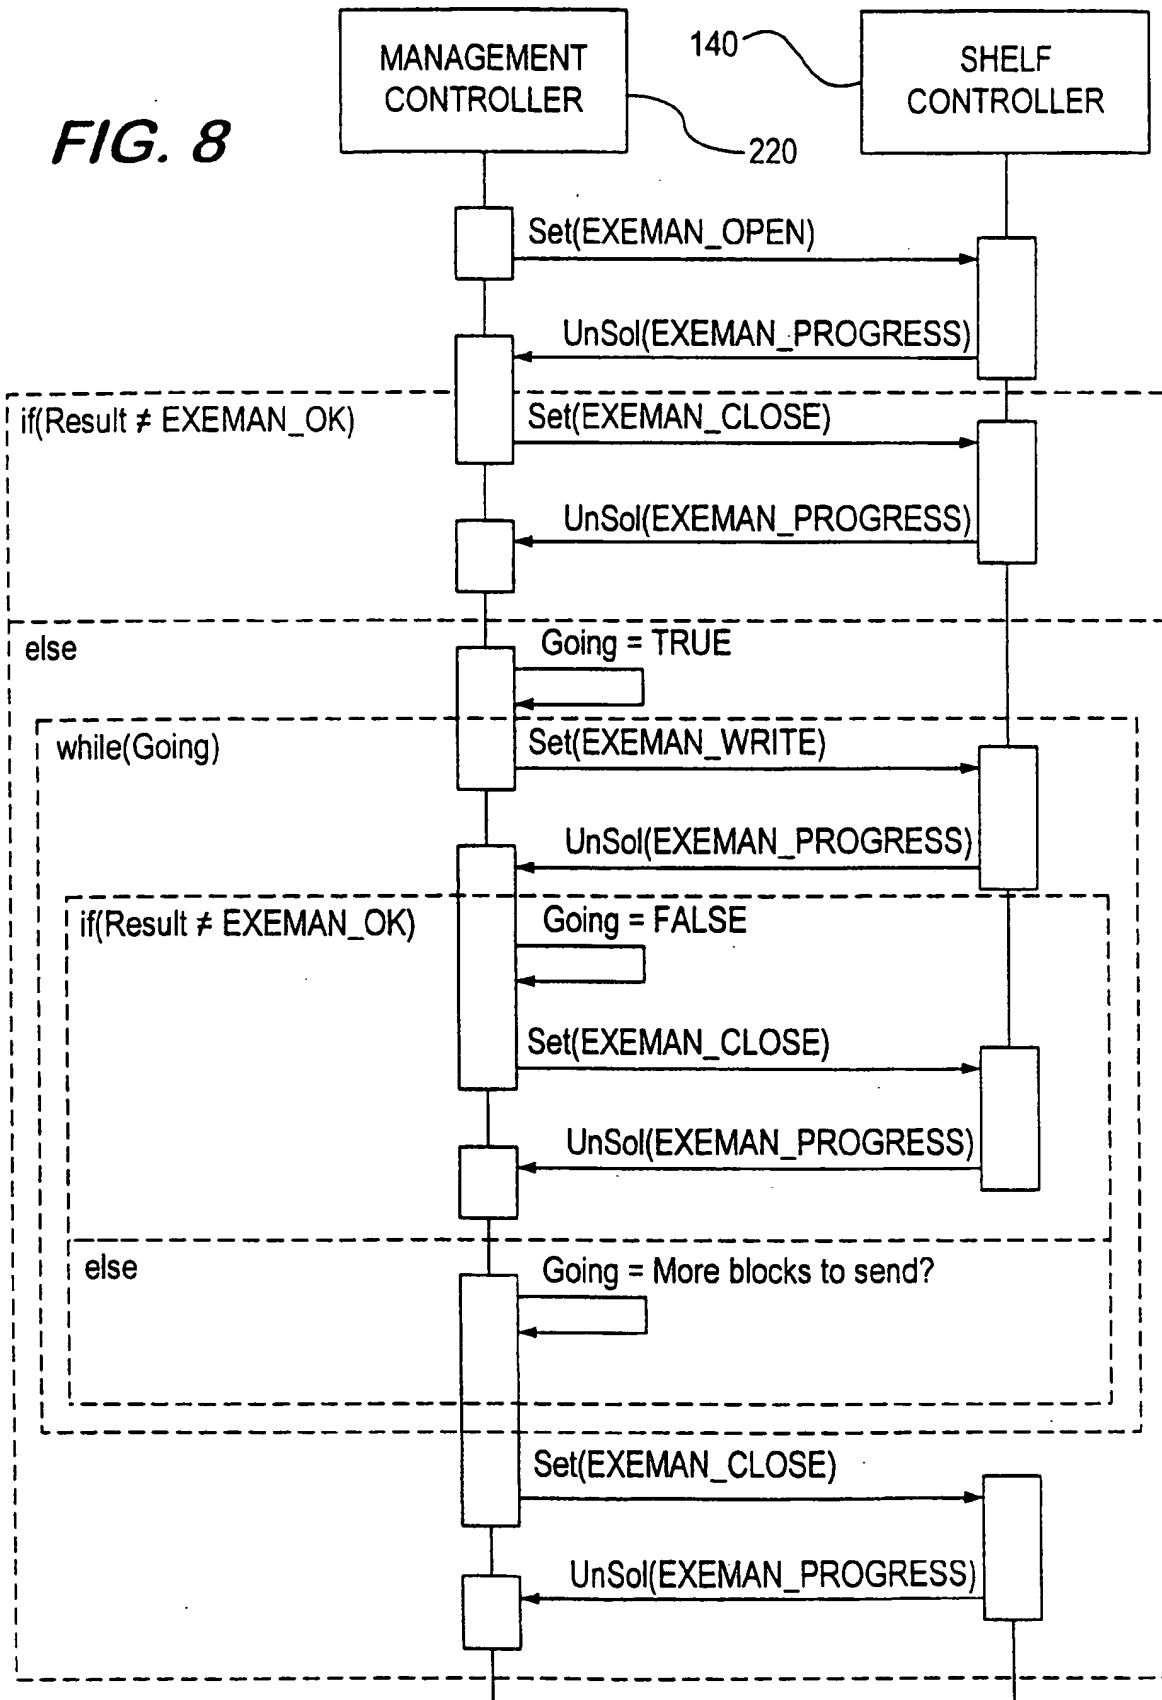 FIG. 8
MANAGEMENT
CONTROLLER
220
140
SHELF
CONTROLLER
Set(EXEMAN_OPEN)
UnSol(EXEMAN_PROGRESS)
if(Result ≠ EXEMAN_OK)
Set(EXEMAN_CLOSE)
UnSol(EXEMAN_PROGRESS)
else
Going = TRUE
while(Going)
Set(EXEMAN_WRITE)
UnSol(EXEMAN_PROGRESS)
if(Result ≠ EXEMAN_OK)
Going = FALSE
Set(EXEMAN_CLOSE)
UnSol(EXEMAN_PROGRESS)
else
Going = More blocks to send?
Set(EXEMAN_CLOSE)
UnSol(EXEMAN_PROGRESS)